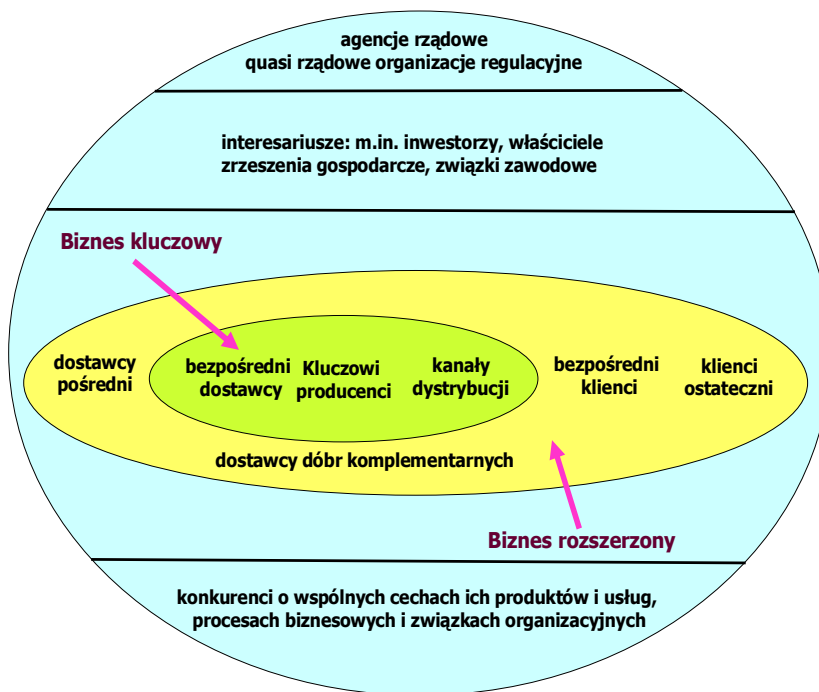 agencje rządowe
quasi rządowe organizacje regulacyjne
interesariusze: m.in. inwestorzy, właściciele
zrzeszenia gospodarcze, związki zawodowe
Biznes kluczowy
dostawcy
pośredni
bezpośredni
dostawcy
Kluczowi
producenci
kanały
dystrybucji
bezpośredni
klienci
klienci
ostateczni
dostawcy dóbr komplementarnych
Biznes rozszerzony
konkurenci o wspólnych cechach ich produktów i usług,
procesach biznesowych i związkach organizacyjnych